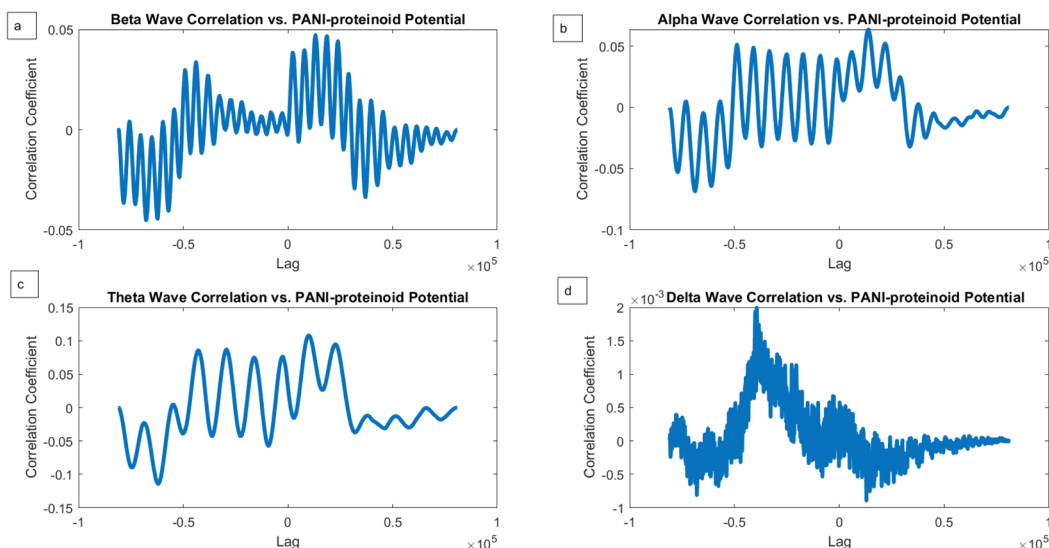 a
Beta Wave Correlation vs. PANI-proteinoid Potential
0.05
0
-0.05
Correlation Coefficient
-1
-0.5
0
0.5
1
×10^5
Lag
b
Alpha Wave Correlation vs. PANI-proteinoid Potential
0.05
0
-0.05
-0.1
Correlation Coefficient
-1
-0.5
0
0.5
1
×10^5
Lag
c
Theta Wave Correlation vs. PANI-proteinoid Potential
0.15
0.1
0.05
0
-0.05
-0.1
-0.15
Correlation Coefficient
-1
-0.5
0
0.5
1
×10^5
Lag
d
×10^-3
Delta Wave Correlation vs. PANI-proteinoid Potential
2
1.5
1
0.5
0
-0.5
-1
Correlation Coefficient
-1
-0.5
0
0.5
1
×10^5
Lag